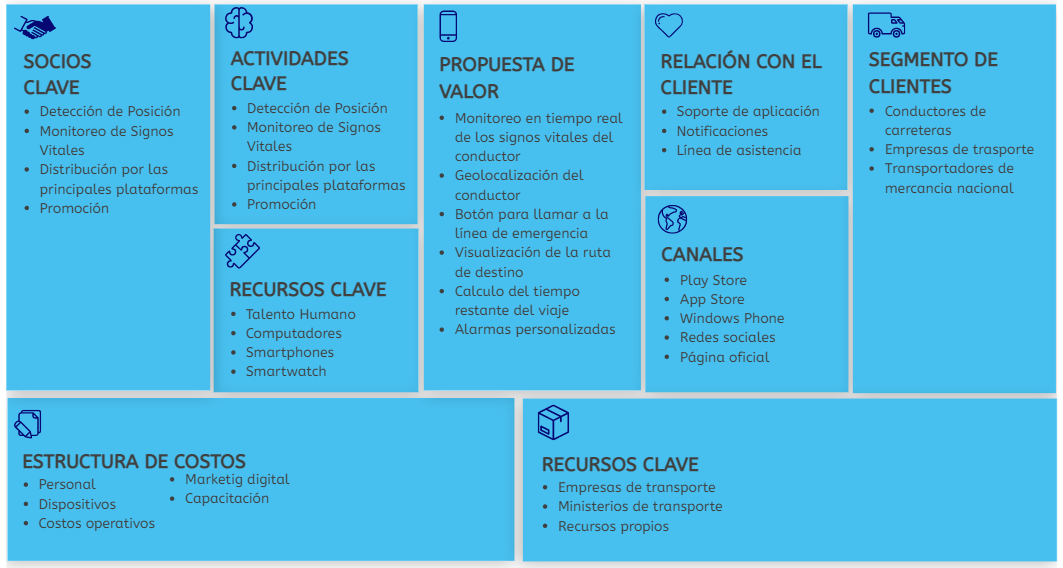 SOCIOS
CLAVE
• Detección de Posición
• Monitoreo de Signos
Vitales
• Distribución por las
principales plataformas
• Promoción
ACTIVIDADES
CLAVE
• Detección de Posición
• Monitoreo de Signos
Vitales
• Distribución por las
principales plataformas
• Promoción
RECURSOS CLAVE
• Talento Humano
• Computadores
• Smartphones
• Smartwatch
PROPUESTA DE
VALOR
• Monitoreo en tiempo real
de los signos vitales del
conductor
• Geolocalización del
conductor
• Botón para llamar a la
línea de emergencia
• Visualización de la ruta
de destino
• Calculo del tiempo
restante del viaje
• Alarmas personalizadas
RELACIÓN CON EL
CLIENTE
• Soporte de aplicación
• Notificaciones
• Línea de asistencia
CANALES
• Play Store
• App Store
• Windows Phone
• Redes sociales
• Página oficial
SEGMENTO DE
CLIENTES
• Conductores de
carreteras
• Empresas de trasporte
• Transportadores de
mercancia nacional
ESTRUCTURA DE COSTOS
• Personal
• Dispositivos
• Costos operativos
• Marketig digital
• Capacitación
RECURSOS CLAVE
• Empresas de transporte
• Ministerios de transporte
• Recursos propios